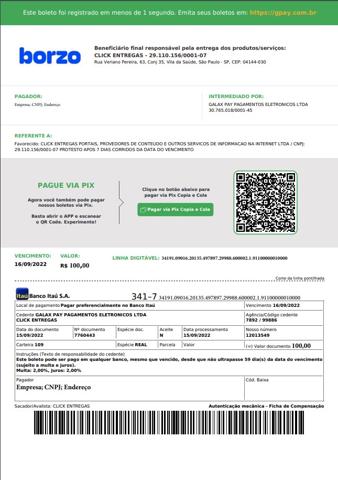 Este boleto foi registrado em menos de 1 segundo. Emita seus boletos em: https://gpay.com.br
borzo
Beneficiário final responsável pela entrega dos produtos/serviços:
CLICK ENTREGAS - 29.110.156/0001-07
Rua Veriano Pereira, 63, Conj 35, Vila da Saúde, São Paulo - SP, CEP: 04144-030
PAGADOR:
Empresa; CNPJ; Endereço
INTERMEDIADO POR:
GALAX PAY PAGAMENTOS ELETRONICOS LTDA
30.765.018/0001-45
REFERENTE A:
Favorecido: CLICK ENTREGAS PORTAIS, PROVEDORES DE CONTEUDO E OUTROS SERVICOS DE INFORMACAO NA INTERNET LTDA / CNPJ:
29.110.156/0001-07 PROTESTO APÓS 7 DIAS CORRIDOS DA DATA DO VENCIMENTO
PAGUE VIA PIX
Agora você também pode pagar
nossos boletos via Pix.
Basta abrir o APP e escanear
o QR Code. Experimente!
Clique no botão abaixo para
pagar via Pix Copia e Cola
Pagar via Pix Copia e Cola
VENCIMENTO: VALOR: LINHA DIGITÁVEL: 34191.09016.20135.497897.29988.600002.1.91100000010000
16/09/2022 R$ 100,00
Corte da linha pontilhada
Itaú Banco Itaú S.A. 341-7 34191.09016.20135.497897.29988.600002.1.91100000010000
Local de pagamento Pagar preferencialmente no Banco Itaú Vencimento 16/09/2022
Cedente GALAX PAY PAGAMENTOS ELETRONICOS LTDA Agência/Código cedente
CLICK ENTREGAS 7892 / 99886
Data do documento Nº documento Espécie doc. Aceite Data processamento Nosso número
15/09/2022 7760443 N 15/09/2022 12013549
Carteira 109 Espécie REAL Parcela Valor (=) Valor documento 100,00
Instruções (Texto de responsabilidade do cedente)
Este boleto pode ser pago em qualquer banco, mesmo que vencido, desde que não ultrapasse 59 dia(s) da data do vencimento
(sujeito a multa e juros).
Multa: 2,00%, Juros: 2,00%
Pagador Cód. Baixa
Empresa; CNPJ; Endereço
Sacador/Avalista: CLICK ENTREGAS Autenticação mecânica - Ficha de Compensação